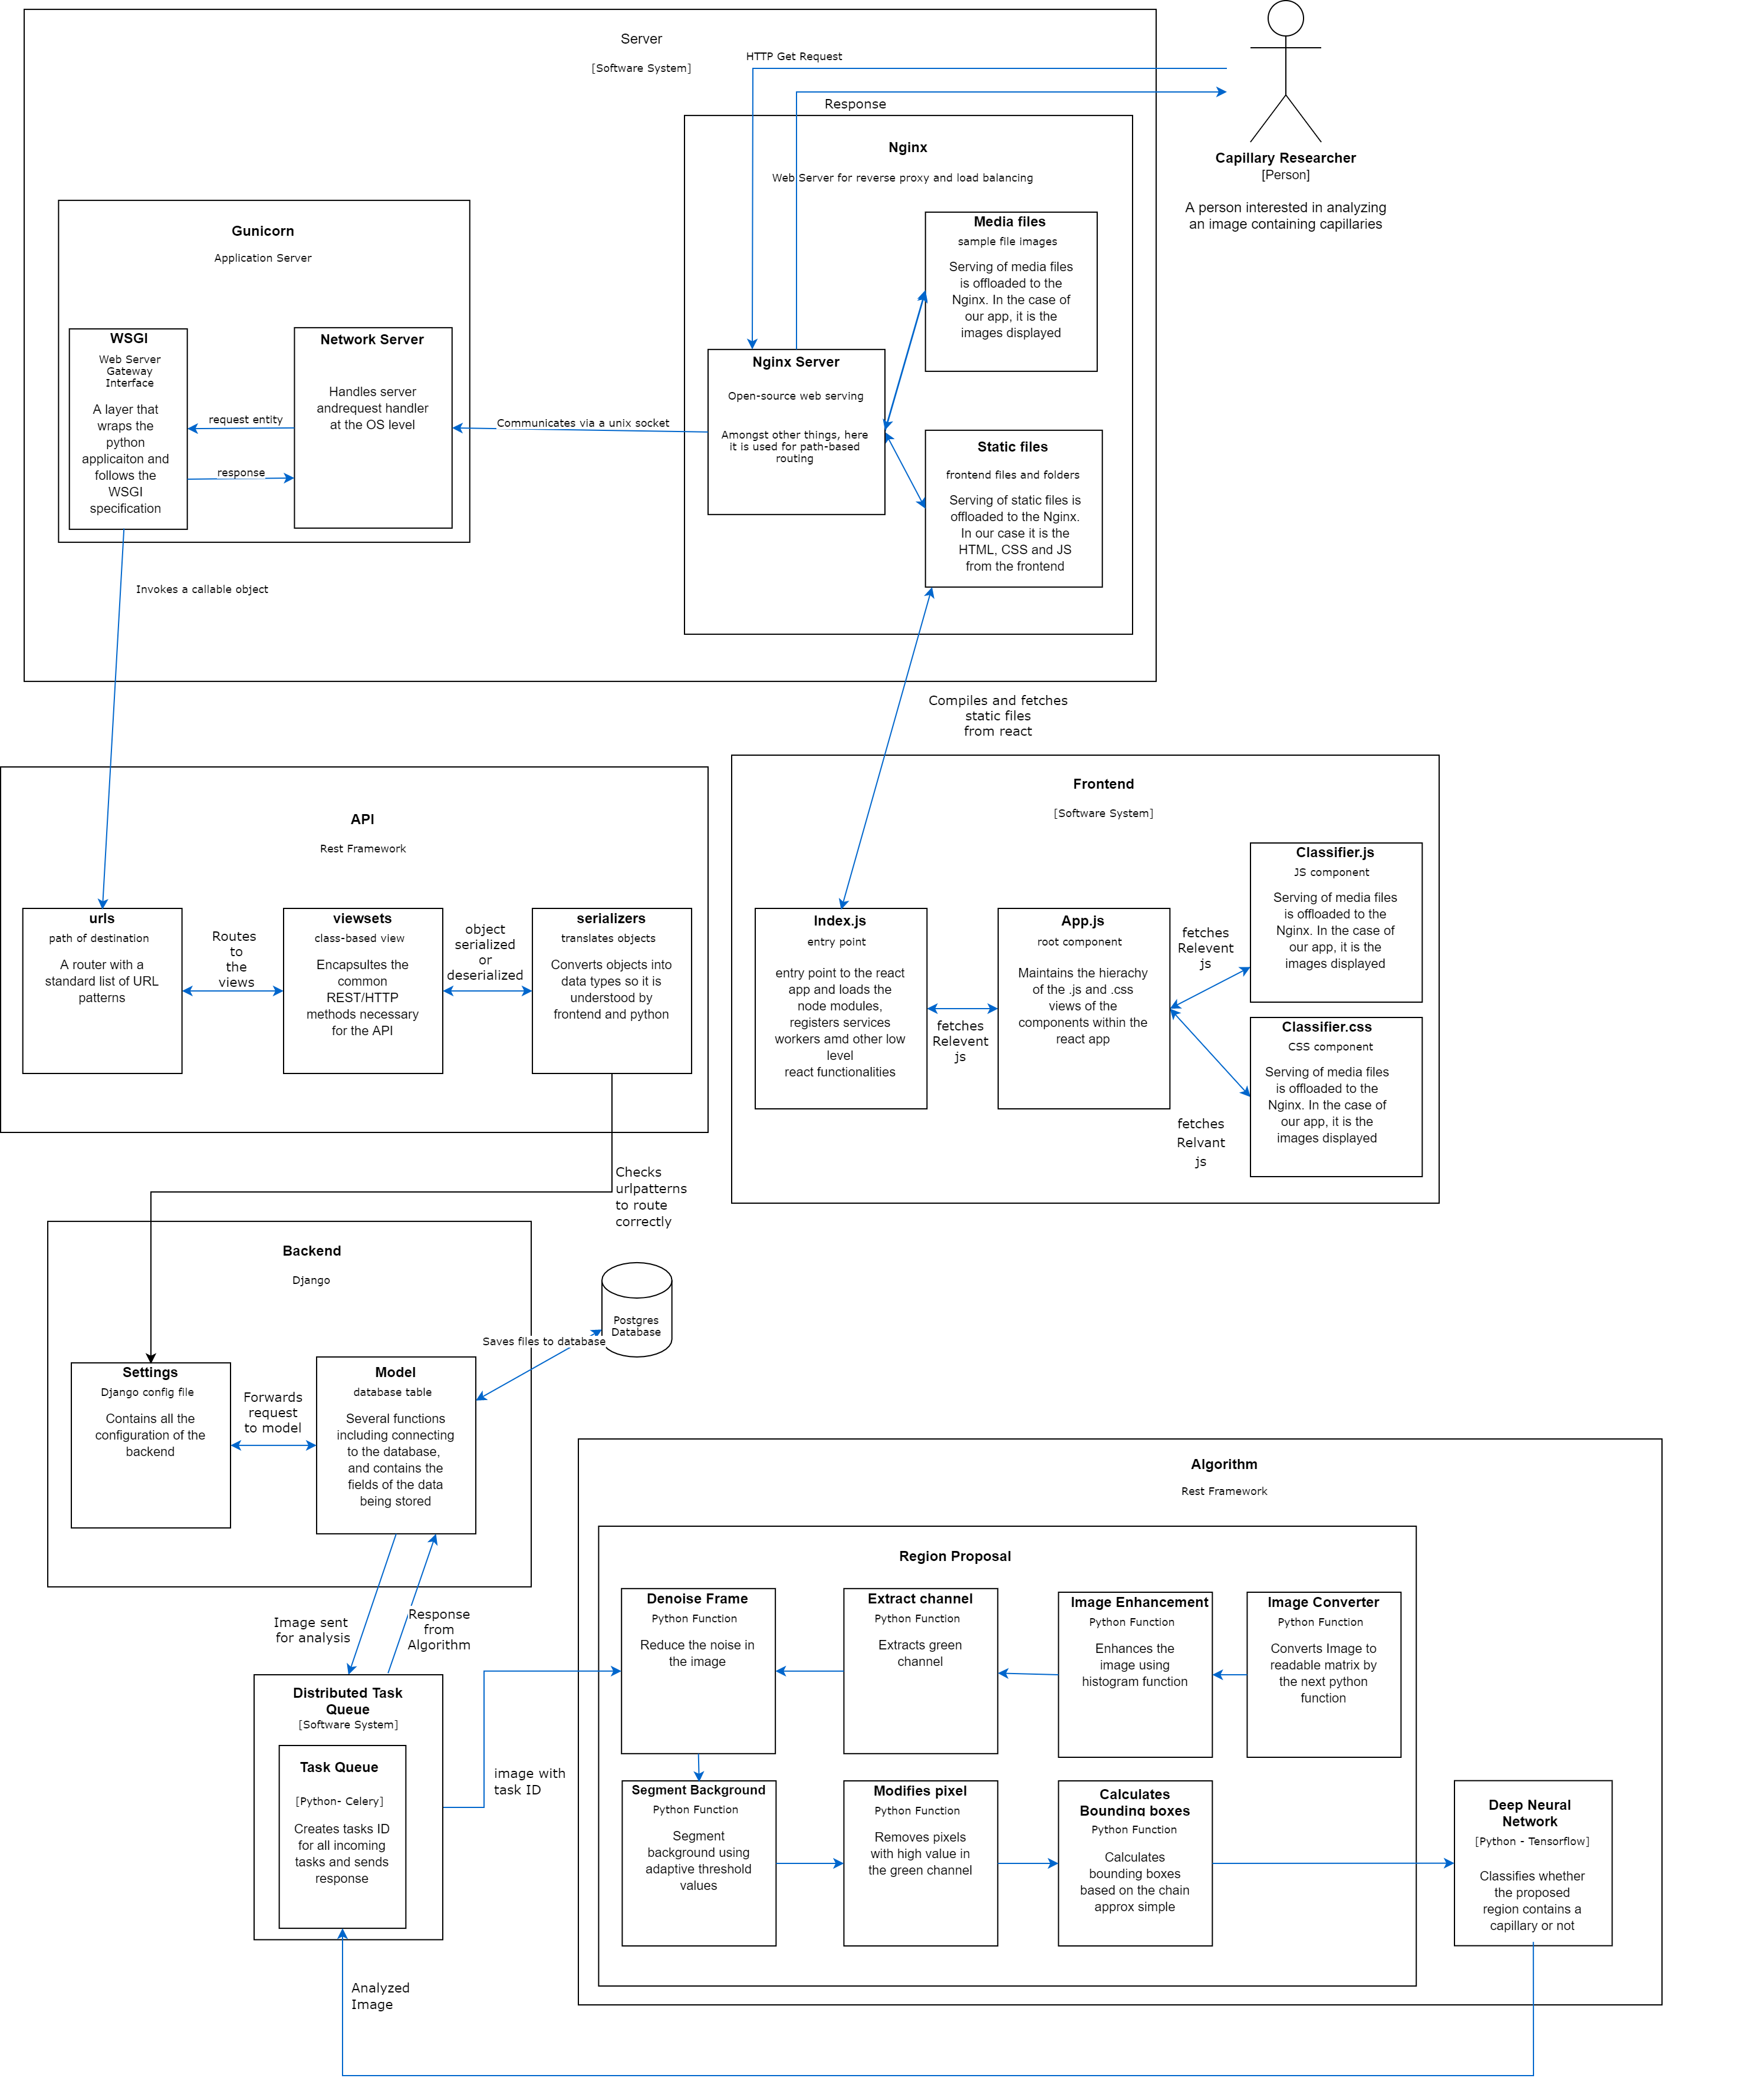 Server
[Software System]
HTTP Get Request
Response
Capillary Researcher
[Person]
A person interested in analyzing
an image containing capillaries
Nginx
Web Server for reverse proxy and load balancing
Media files
sample file images
Serving of media files
is offloaded to the
Nginx. In the case of
our app, it is the
images displayed
Gunicorn
Application Server
WSGI
Web Server
Gateway
Interface
A layer that
wraps the
python
applicaiton and
follows the
WSGI
specification
request entity
response
Network Server
Handles server
andrequest handler
at the OS level
Communicates via a unix socket
Nginx Server
Open-source web serving
Amongst other things, here
it is used for path-based
routing
Static files
frontend files and folders
Serving of static files is
offloaded to the Nginx.
In our case it is the
HTML, CSS and JS
from the frontend
Invokes a callable object
Compiles and fetches
static files
from react
API
Rest Framework
urls
path of destination
A router with a
standard list of URL
patterns
Routes
to
the
views
viewsets
class-based view
Encapsultes the
common
REST/HTTP
methods necessary
for the API
object
serialized
or
deserialized
serializers
translates objects
Converts objects into
data types so it is
understood by
frontend and python
Frontend
[Software System]
Index.js
entry point
entry point to the react
app and loads the
node modules,
registers services
workers amd other low
level
react functionalities
fetches
Relevent
js
App.js
root component
Maintains the hierachy
of the .js and .css
views of the
components within the
react app
fetches
Relevent
js
Classifier.js
JS component
Serving of media files
is offloaded to the
Nginx. In the case of
our app, it is the
images displayed
Classifier.css
CSS component
Serving of media files
is offloaded to the
Nginx. In the case of
our app, it is the
images displayed
fetches
Relvant
js
Checks
urlpatterns
to route
correctly
Backend
Django
Settings
Django config file
Contains all the
configuration of the
backend
Forwards
request
to model
Model
database table
Several functions
including connecting
to the database,
and contains the
fields of the data
being stored
Saves files to database
Postgres
Database
Image sent
for analysis
Response
from
Algorithm
Distributed Task
Queue
[Software System]
Task Queue
[Python- Celery]
Creates tasks ID
for all incoming
tasks and sends
response
image with
task ID
Analyzed
Image
Algorithm
Rest Framework
Region Proposal
Denoise Frame
Python Function
Reduce the noise in
the image
Extract channel
Python Function
Extracts green
channel
Image Enhancement
Python Function
Enhances the
image using
histogram function
Image Converter
Python Function
Converts Image to
readable matrix by
the next python
function
Segment Background
Python Function
Segment
background using
adaptive threshold
values
Modifies pixel
Python Function
Removes pixels
with high value in
the green channel
Calculates
Bounding boxes
Python Function
Calculates
bounding boxes
based on the chain
approx simple
Deep Neural
Network
[Python - Tensorflow]
Classifies whether
the proposed
region contains a
capillary or not